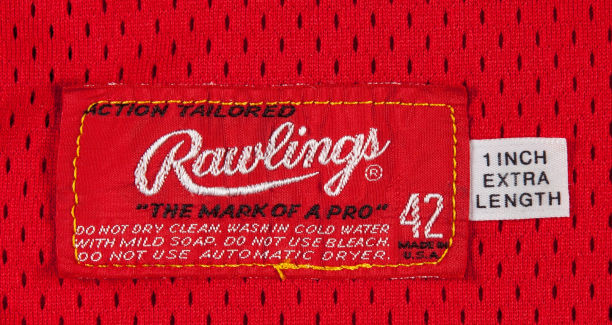 ACTION TAILORED
Rawlings ®
"THE MARK OF A PRO"
DO NOT DRY CLEAN. WASH IN COLD WATER
WITH MILD SOAP. DO NOT USE BLEACH.
DO NOT USE AUTOMATIC DRYER.
42
MADE IN
U.S.A.
1 INCH
EXTRA
LENGTH